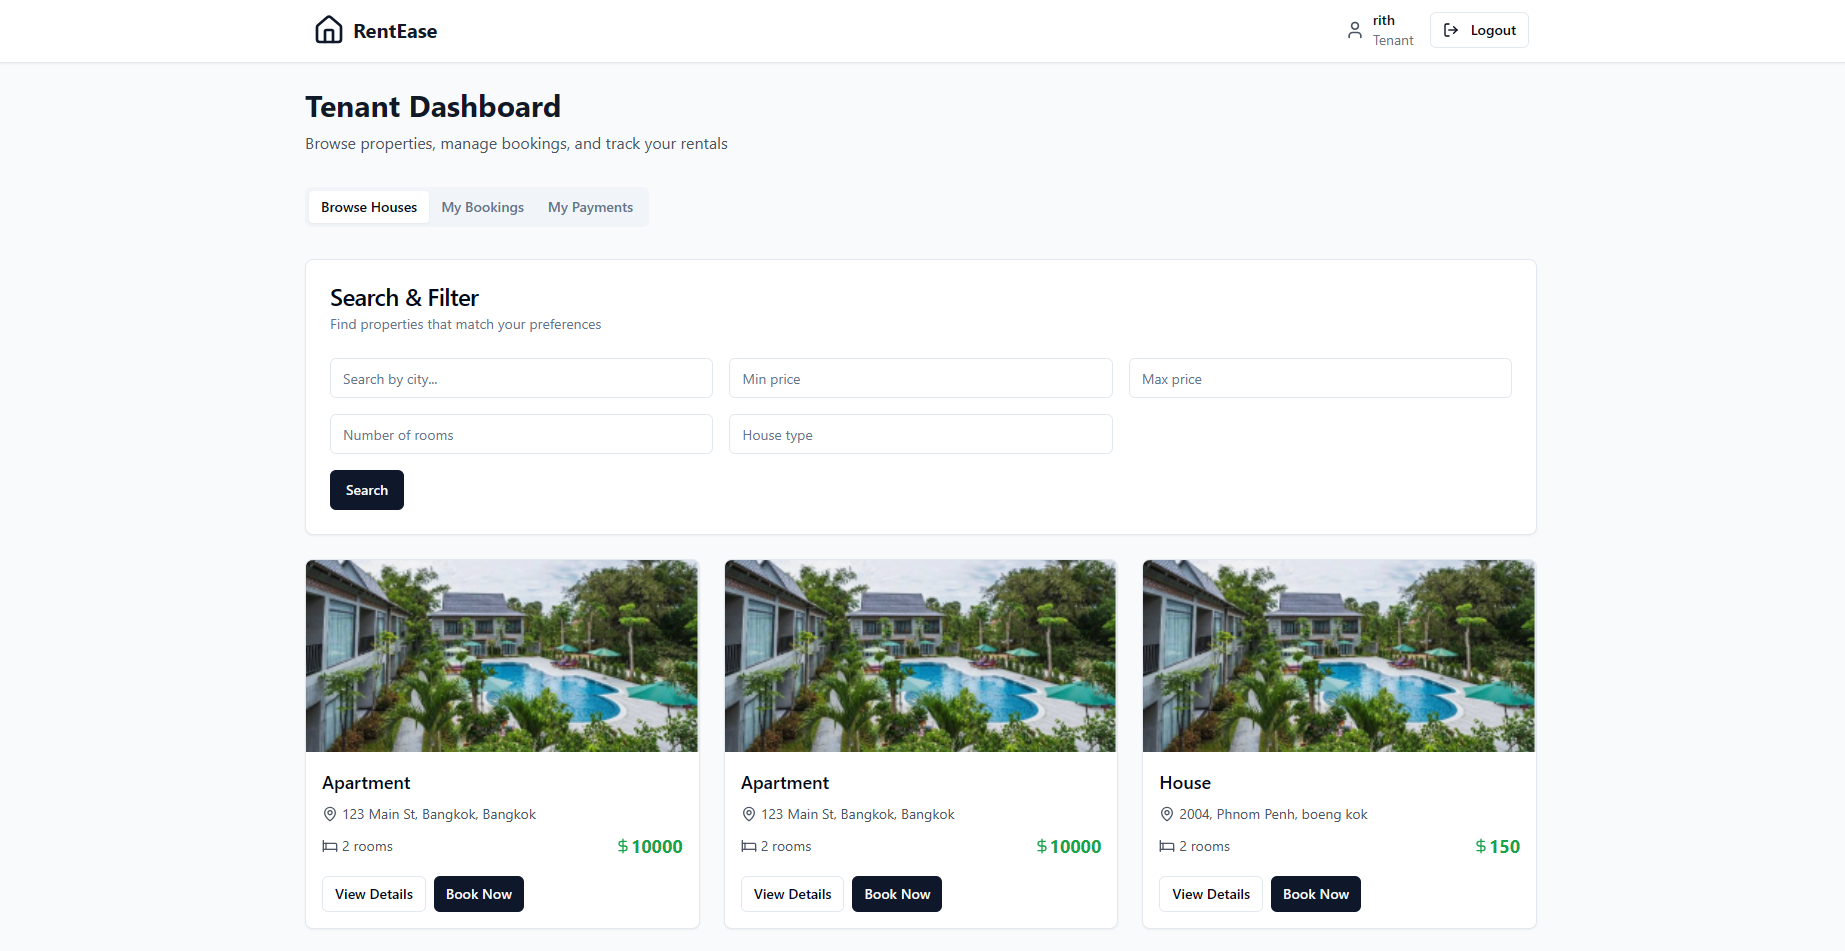 RentEase
rith
Tenant
Logout
Tenant Dashboard
Browse properties, manage bookings, and track your rentals
Browse Houses
My Bookings
My Payments
Search & Filter
Find properties that match your preferences
Search by city...
Min price
Max price
Number of rooms
House type
Search
Apartment
123 Main St, Bangkok, Bangkok
2 rooms
$10000
View Details
Book Now
Apartment
123 Main St, Bangkok, Bangkok
2 rooms
$10000
View Details
Book Now
House
2004, Phnom Penh, boeng kok
2 rooms
$150
View Details
Book Now